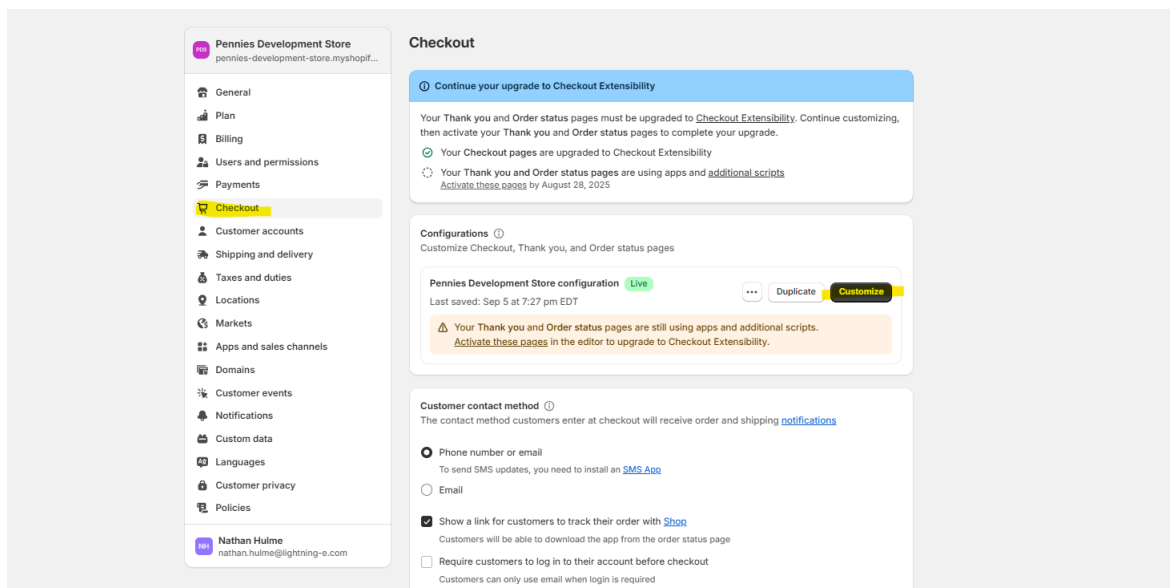 PDS
Pennies Development Store
pennies-development-store.myshopif...
General
Plan
Billing
Users and permissions
Payments
Checkout
Customer accounts
Shipping and delivery
Taxes and duties
Locations
Markets
Apps and sales channels
Domains
Customer events
Notifications
Custom data
Languages
Customer privacy
Policies
NH
Nathan Hulme
nathan.hulme@lightning-e.com
Checkout
Continue your upgrade to Checkout Extensibility
Your Thank you and Order status pages must be upgraded to Checkout Extensibility. Continue customizing,
then activate your Thank you and Order status pages to complete your upgrade.
Your Checkout pages are upgraded to Checkout Extensibility
Your Thank you and Order status pages are using apps and additional scripts
Activate these pages by August 28, 2025
Configurations
Customize Checkout, Thank you, and Order status pages
Pennies Development Store configuration Live
Last saved: Sep 5 at 7:27 pm EDT
... Duplicate Customize
Your Thank you and Order status pages are still using apps and additional scripts.
Activate these pages in the editor to upgrade to Checkout Extensibility.
Customer contact method
The contact method customers enter at checkout will receive order and shipping notifications
Phone number or email
To send SMS updates, you need to install an SMS App
Email
Show a link for customers to track their order with Shop
Customers will be able to download the app from the order status page
Require customers to log in to their account before checkout
Customers can only use email when login is required